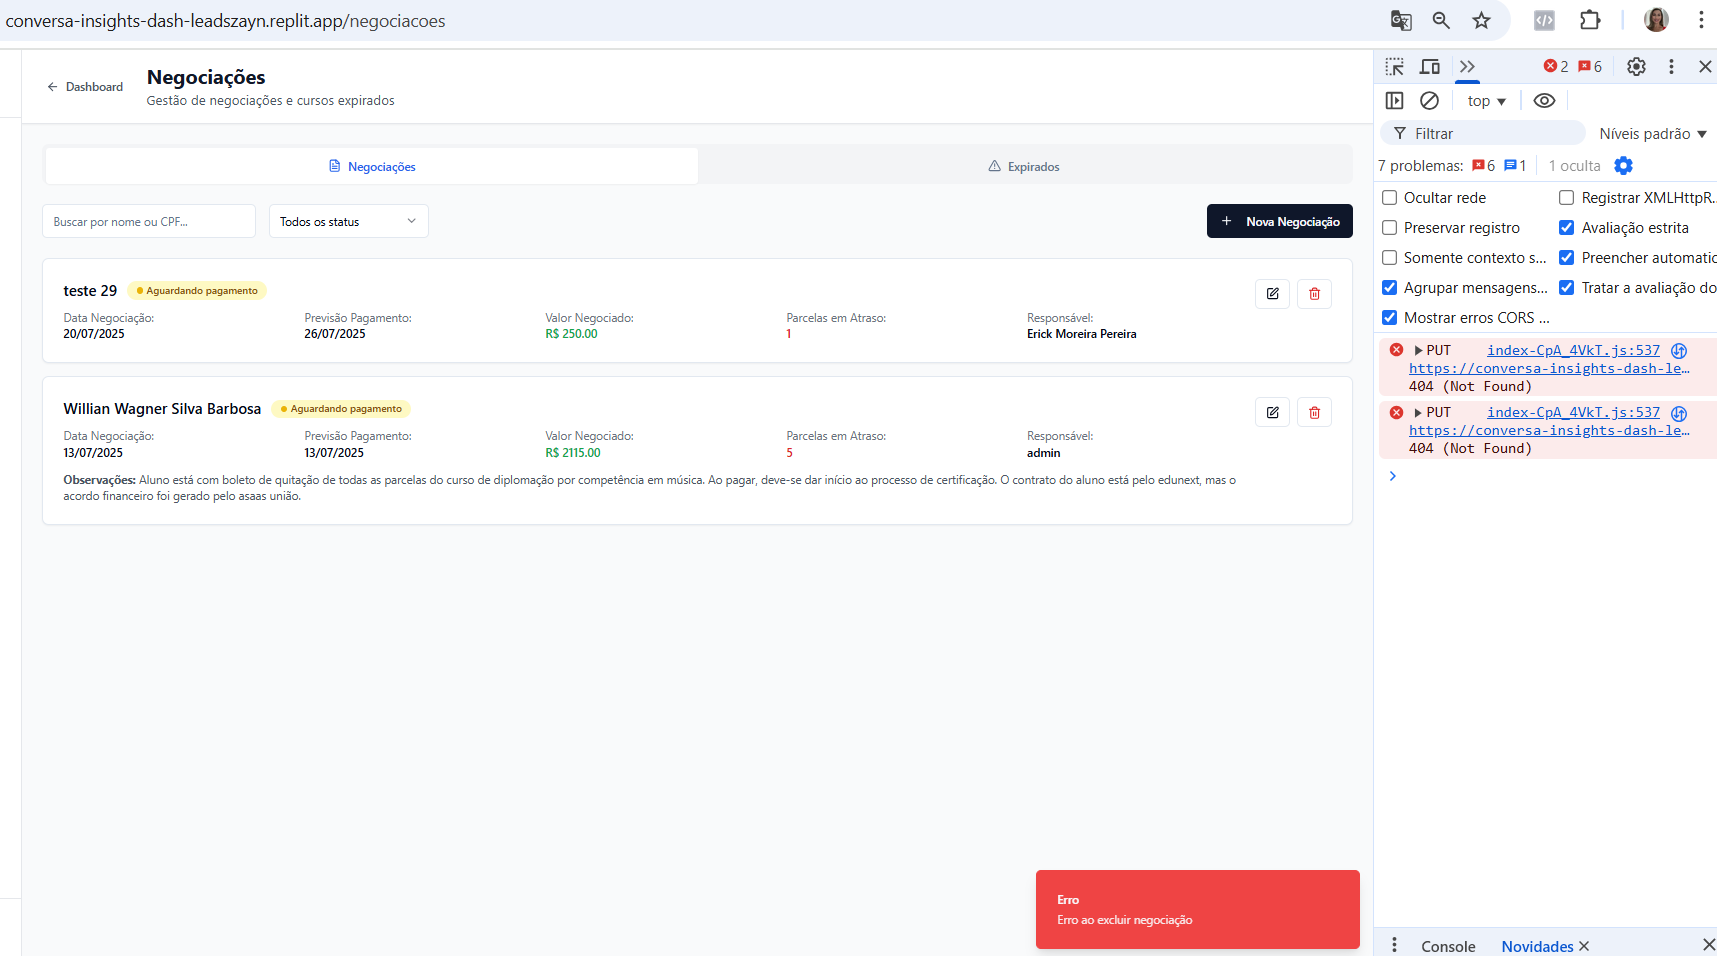 conversa-insights-dash-leadszayn.replit.app/negociacoes
Dashboard
Negociações
Gestão de negociações e cursos expirados
Negociações
Expirados
Buscar por nome ou CPF...
Todos os status
Nova Negociação
teste 29
Aguardando pagamento
Data Negociação:
Previsão Pagamento:
Valor Negociado:
Parcelas em Atraso:
Responsável:
20/07/2025
26/07/2025
R$ 250.00
1
Erick Moreira Pereira
Willian Wagner Silva Barbosa
Aguardando pagamento
Data Negociação:
Previsão Pagamento:
Valor Negociado:
Parcelas em Atraso:
Responsável:
13/07/2025
13/07/2025
R$ 2115.00
5
admin
Observações: Aluno está com boleto de quitação de todas as parcelas do curso de diplomação por competência em música. Ao pagar, deve-se dar início ao processo de certificação. O contrato do aluno está pelo edunext, mas o
acordo financeiro foi gerado pelo asaas união.
Erro
Erro ao excluir negociação
2 6
top
Filtrar
Níveis padrão
7 problemas: 6 1 1 oculta
Ocultar rede
Registrar XMLHttpR...
Preservar registro
Avaliação estrita
Somente contexto s...
Preencher automatic
Agrupar mensagens...
Tratar a avaliação do
Mostrar erros CORS ...
PUT index-CpA_4VkT.js:537
https://conversa-insights-dash-le…
404 (Not Found)
PUT index-CpA_4VkT.js:537
https://conversa-insights-dash-le…
404 (Not Found)
Console
Novidades